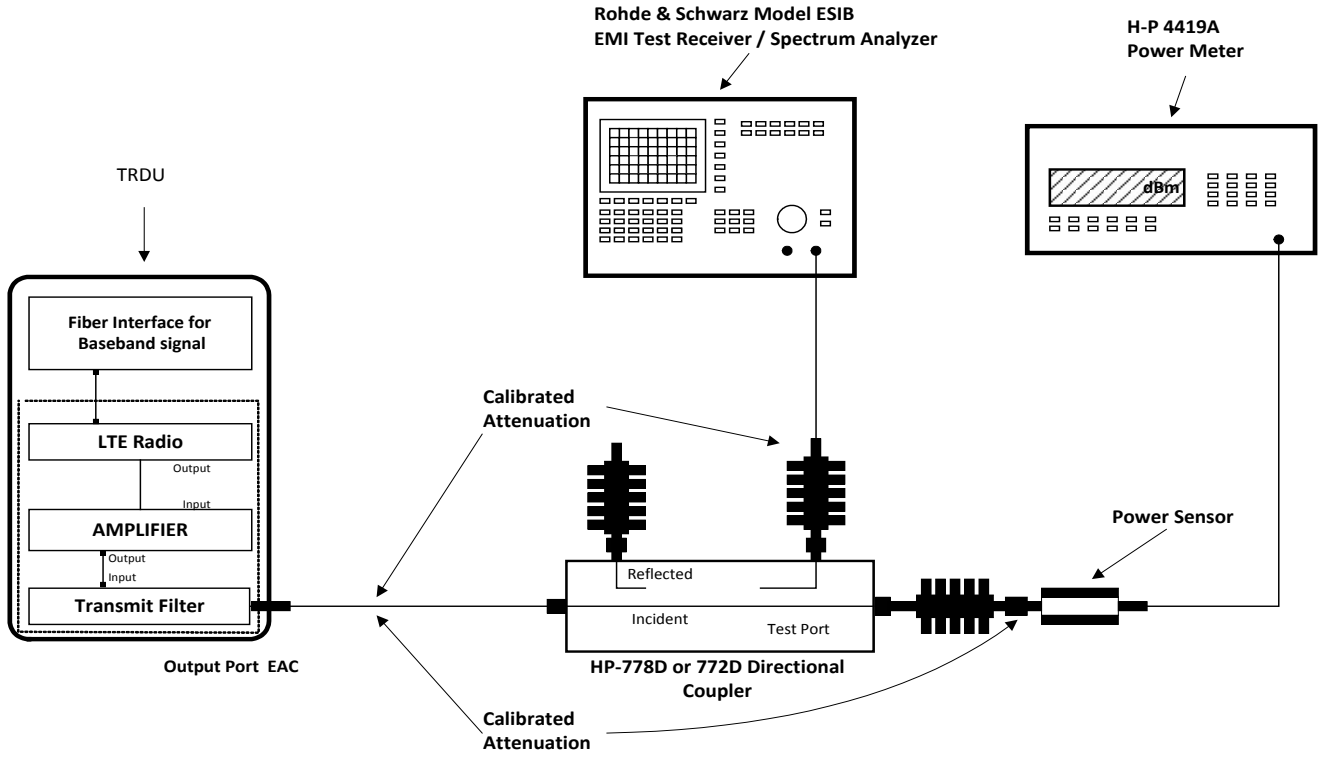 Rohde & Schwarz Model ESIB
EMI Test Receiver / Spectrum Analyzer
H-P 4419A
Power Meter
dBm
TRDU
Fiber Interface for
Baseband signal
LTE Radio
Output
Input
AMPLIFIER
Output
Input
Transmit Filter
Output Port EAC
Calibrated
Attenuation
Power Sensor
Reflected
Incident
Test Port
HP-778D or 772D Directional
Coupler
Calibrated
Attenuation